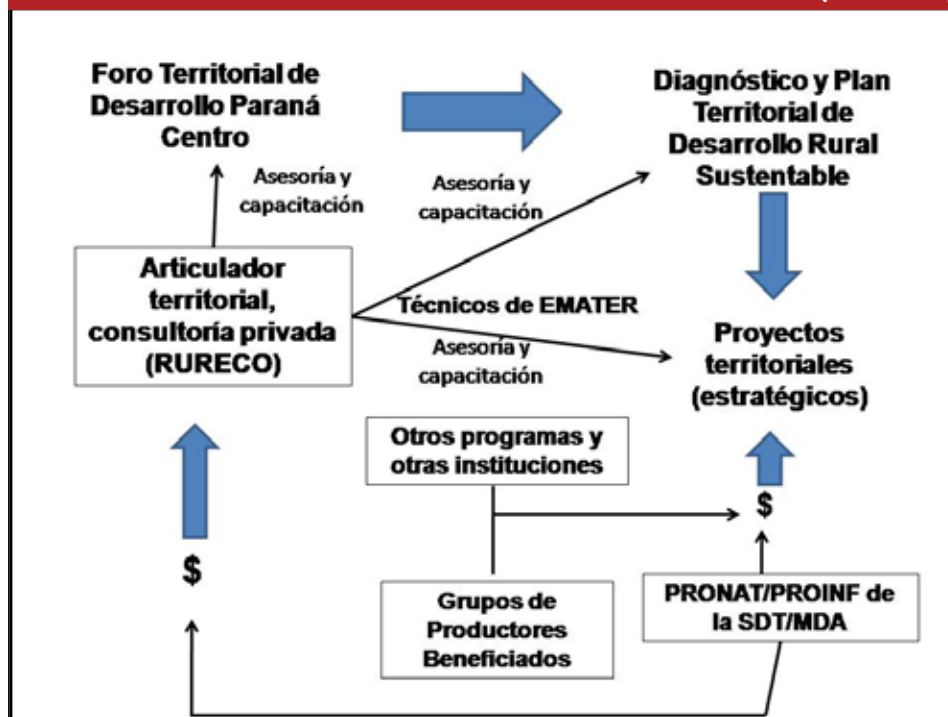 Foro Territorial de
Desarrollo Paraná
Centro
Diagnóstico y Plan
Territorial de
Desarrollo Rural
Sustentable
Asesoría y
capacitación
Asesoría y
capacitación
Articulador
territorial,
consultoría privada
(RURECO)
Técnicos de EMATER
Asesoría y
capacitación
Proyectos
territoriales
(estratégicos)
Otros programas y
otras instituciones
$
$
Grupos de
Productores
Beneficiados
PRONAT/PROINF de
la SDT/MDA